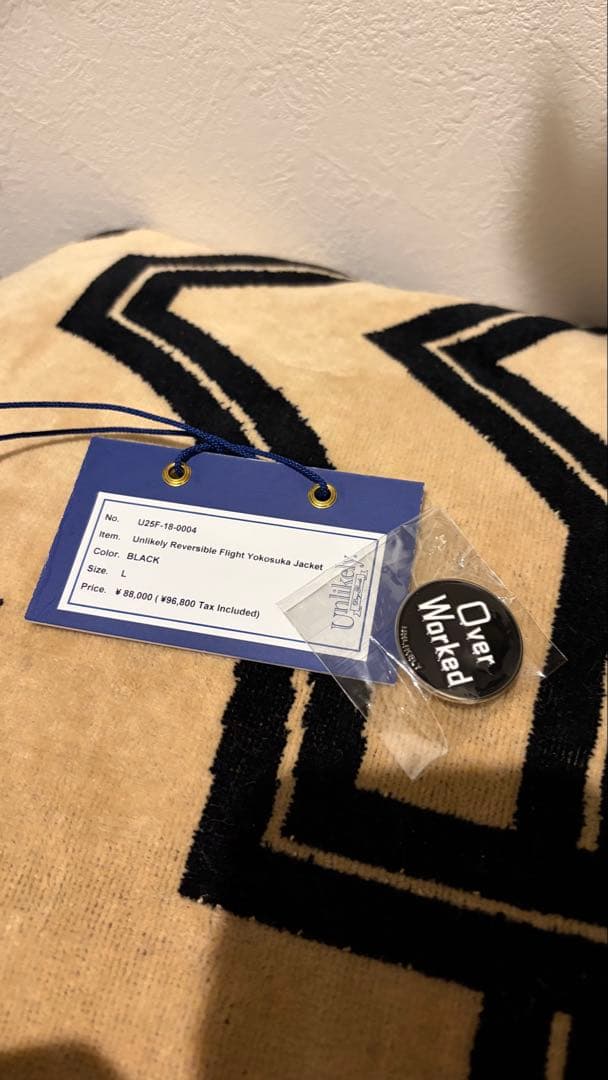 No. U25F-18-0004
Item. Unlikely Reversible Flight Yokosuka Jacket
Color. BLACK
Size. L
Price. ¥ 88,000 ( ¥96,800 Tax Included)
Unlikely
Over
Worked